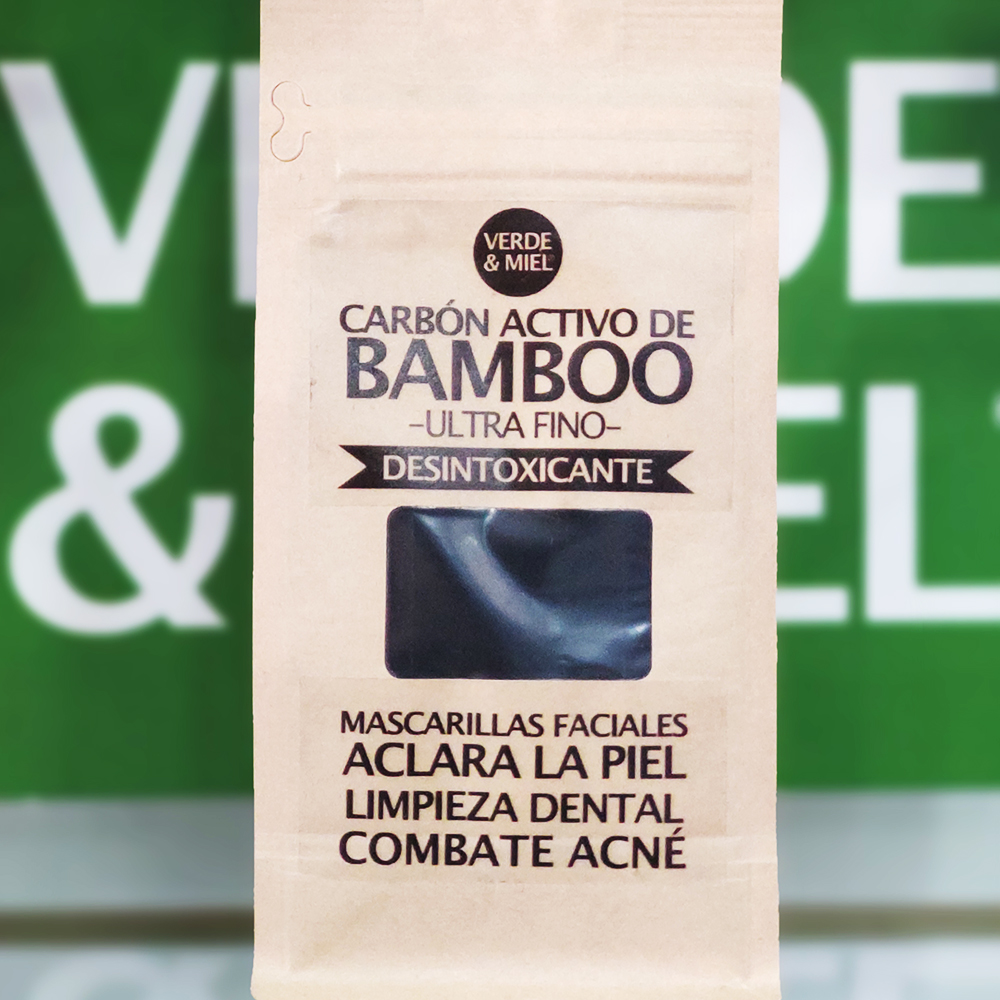 VERDE
& MIEL
CARBÓN ACTIVO DE
BAMBOO
-ULTRA FINO-
DESINTOXICANTE
MASCARILLAS FACIALES
ACLARA LA PIEL
LIMPIEZA DENTAL
COMBATE ACNÉ